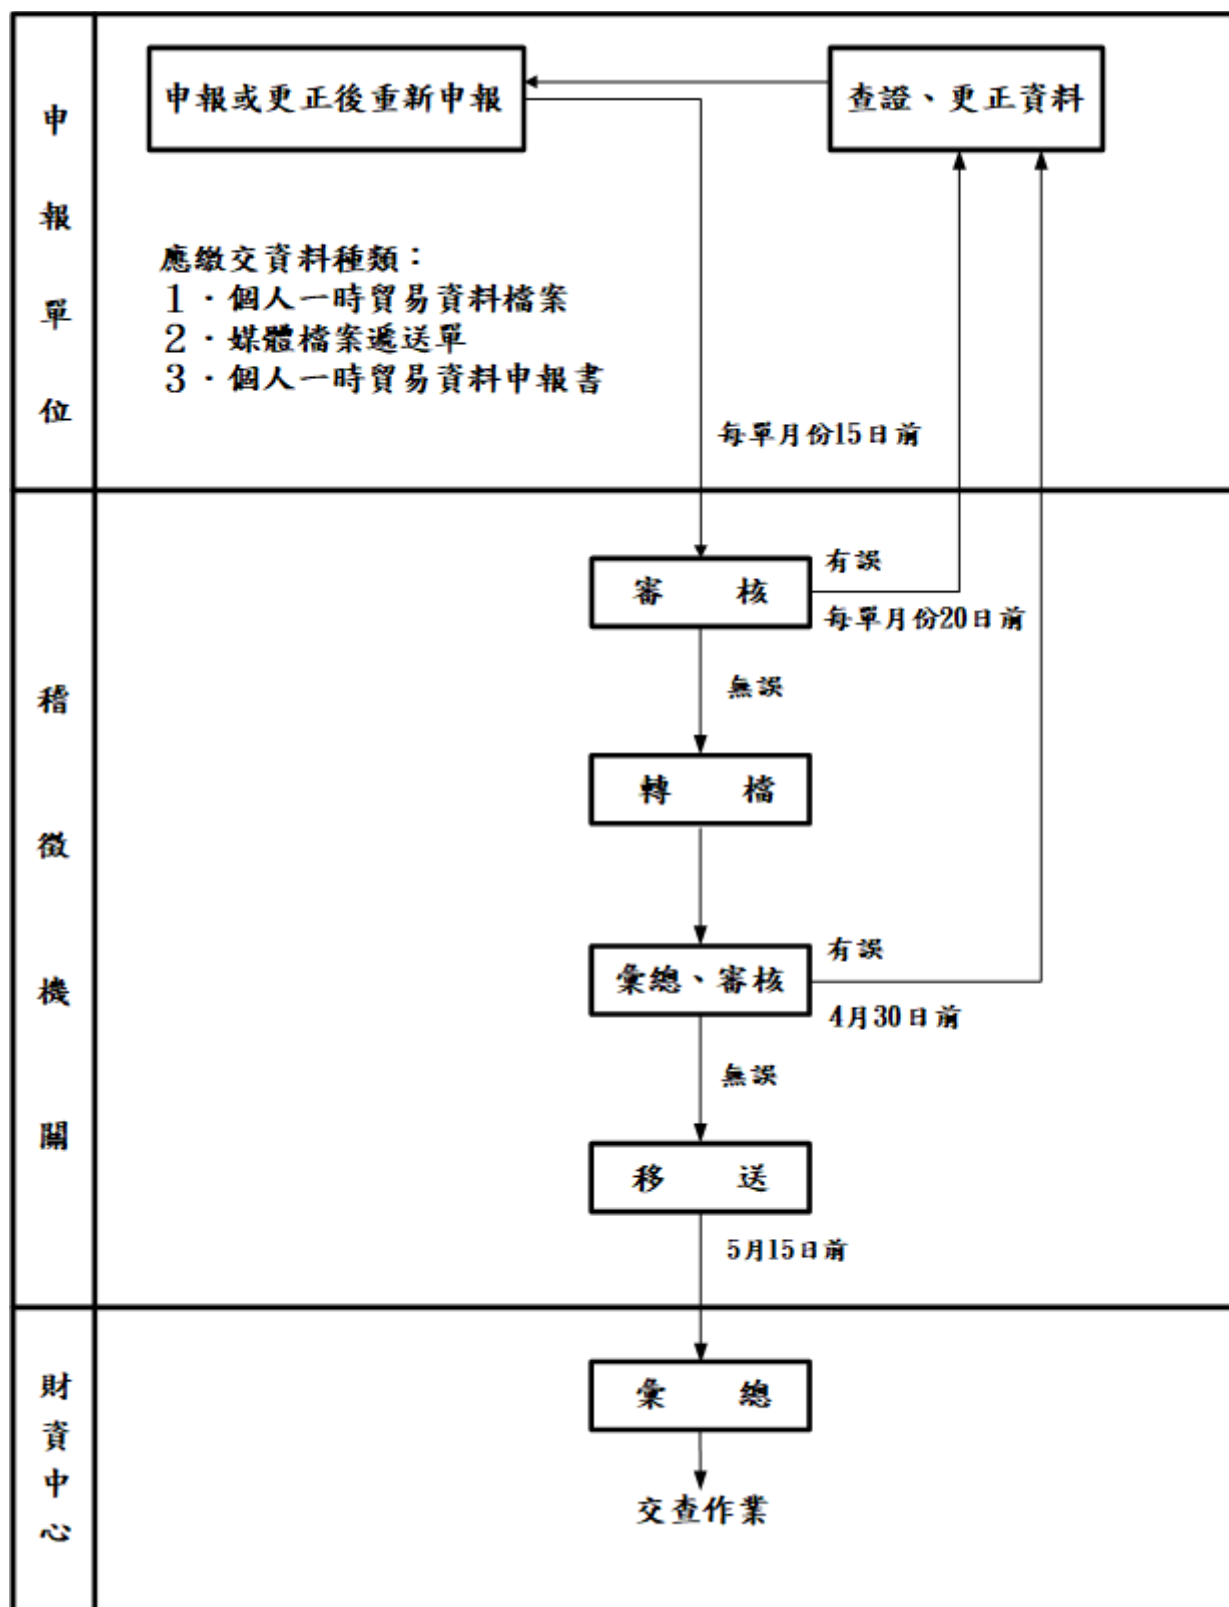 申報單位
申報或更正後重新申報
查證、更正資料
應繳交資料種類：
１．個人一時貿易資料檔案
２．媒體檔案遞送單
３．個人一時貿易資料申報書
每單月份15日前
稽徵機關
審　核
有誤
每單月份20日前
無誤
轉　檔
彙總、審核
有誤
4月30日前
無誤
移　送
5月15日前
財資中心
彙　總
交查作業